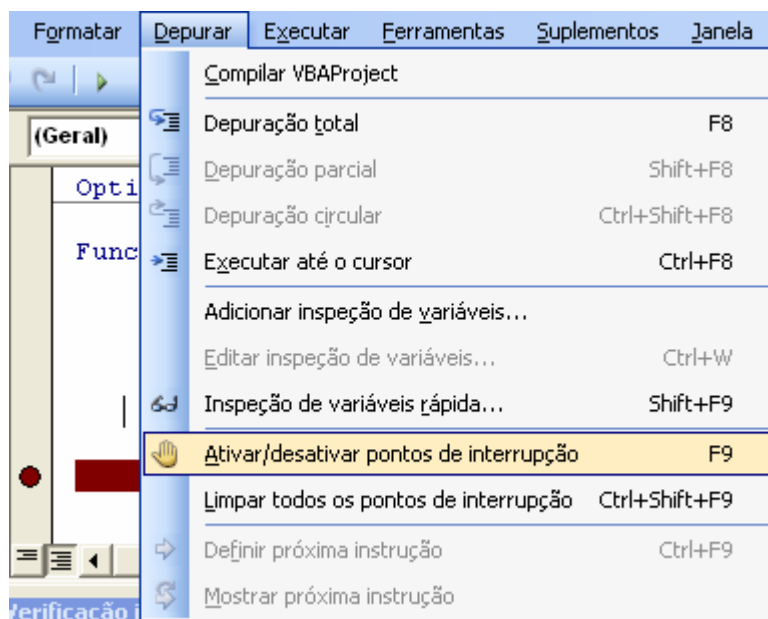 Formatar Depurar Executar Ferramentas Suplementos Janela
Compilar VBAProject
(Geral)
Depuração total F8
Depuração parcial Shift+F8
Opti
Depuração circular Ctrl+Shift+F8
Func
Executar até o cursor Ctrl+F8
Adicionar inspeção de variáveis...
Editar inspeção de variáveis... Ctrl+W
Inspeção de variáveis rápida... Shift+F9
Ativar/desativar pontos de interrupção F9
Limpar todos os pontos de interrupção Ctrl+Shift+F9
Definir próxima instrução Ctrl+F9
Mostrar próxima instrução
Verificação i